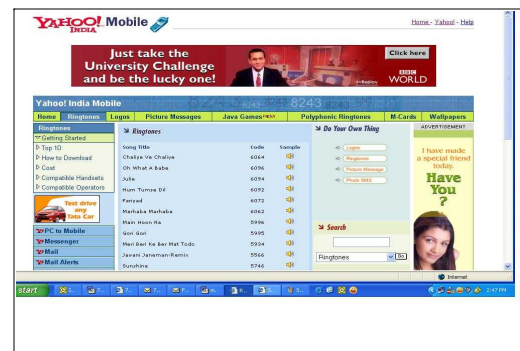 YAHOO! Mobile
INDIA
Home - Yahoo! - Help
Just take the
University Challenge
and be the lucky one!
Click here
BBC
WORLD
Yahoo! India Mobile
8243
Home Ringtones Logos Picture Messages Java Games Polyphonic Ringtones M-Cards Wallpapers
Ringtones
Getting Started
Top 10
How to Download
Cost
Compatible Handsets
Compatible Operators
Test drive
any
Tata Car
PC to Mobile
Messenger
Mail
Mail Alerts
Ringtones
Song Title Code Sample
Chaliye Ve Chaliye 6064
Oh What A Babe 6096
Julie 6094
Hum Tumse Dil 6092
Fariyad 6072
Marhaba Marhaba 6062
Main Hoon Na 5996
Gori Gori 5995
Meri Beri Ke Ber Mat Todo 5934
Javani Janeman-Remix 5566
Sunshine 5746
Do Your Own Thing
Logos
Ringtones
Picture Message
Photo SMS
Search
Ringtones Go
ADVERTISEMENT
I have made
a special friend
today.
Have
You
?
Internet
start
2:47 PM